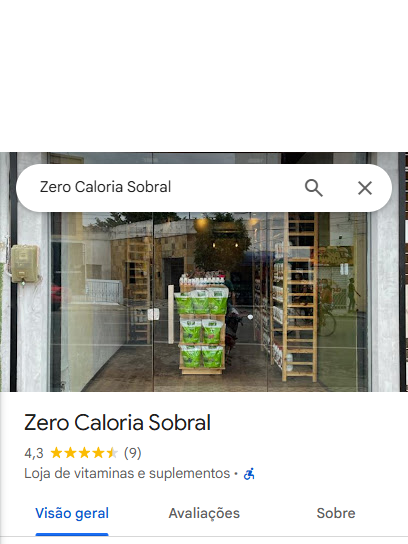 Zero Caloria Sobral
Zero Caloria Sobral
4,3 (9)
Loja de vitaminas e suplementos ·
Visão geral
Avaliações
Sobre